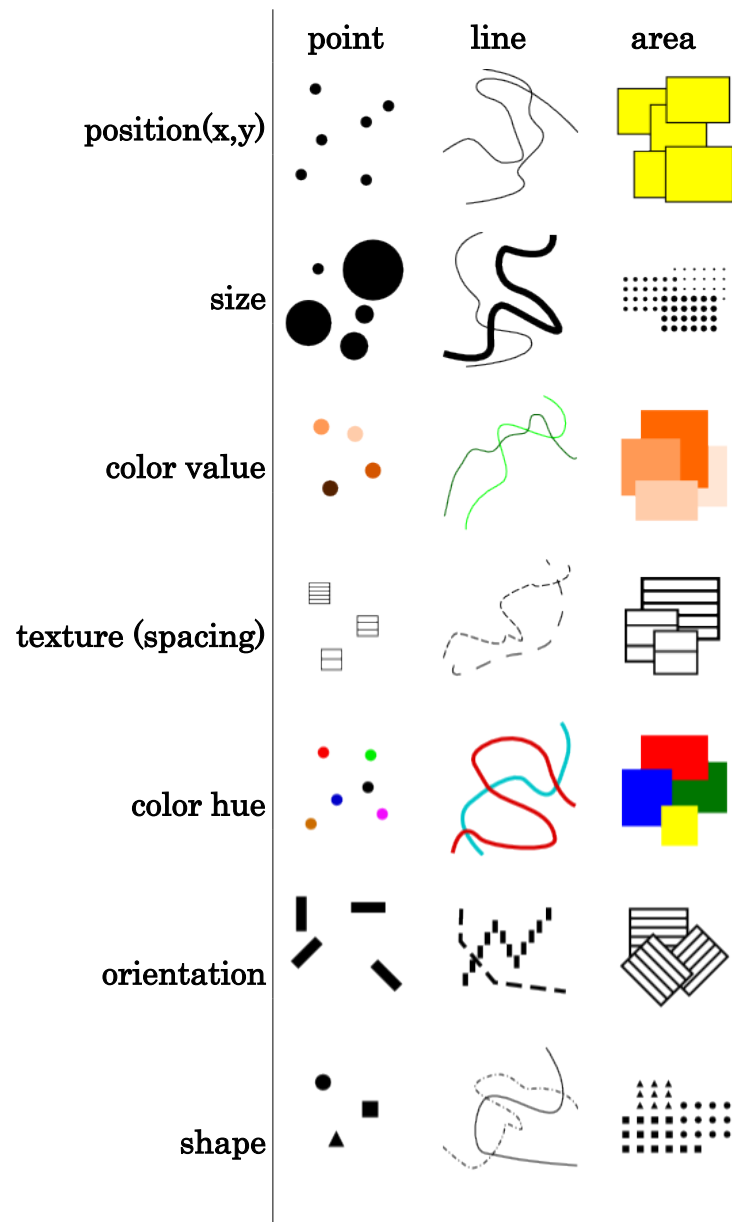 point line area
position(x,y)
size
color value
texture (spacing)
color hue
orientation
shape